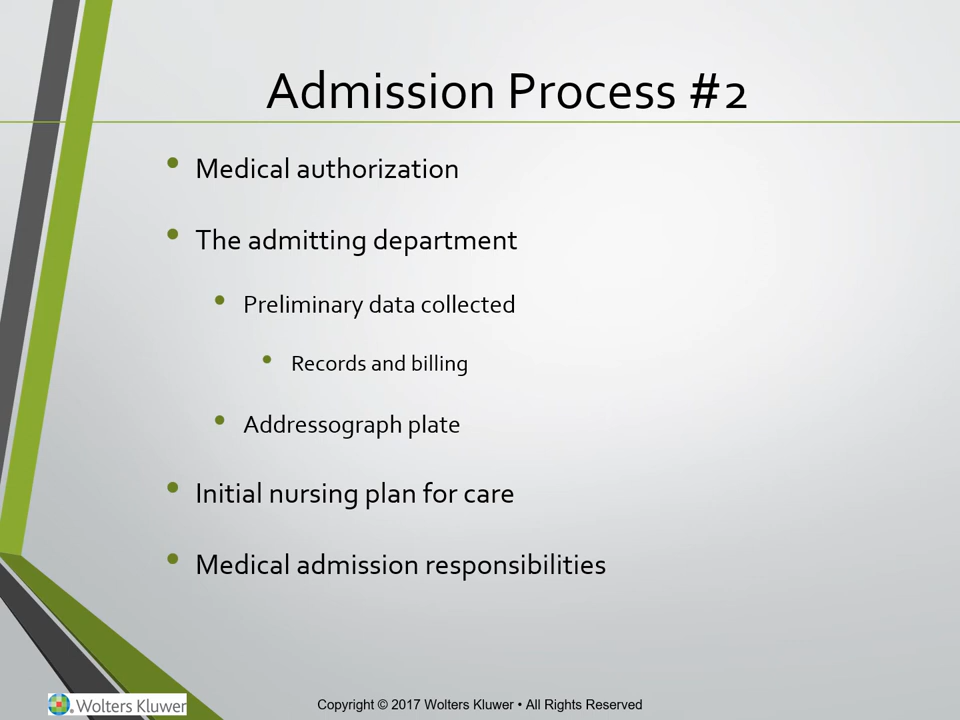 Admission Process #2
• Medical authorization
• The admitting department
• Preliminary data collected
• Records and billing
• Addressograph plate
• Initial nursing plan for care
• Medical admission responsibilities
Wolters Kluwer
Copyright © 2017 Wolters Kluwer • All Rights Reserved